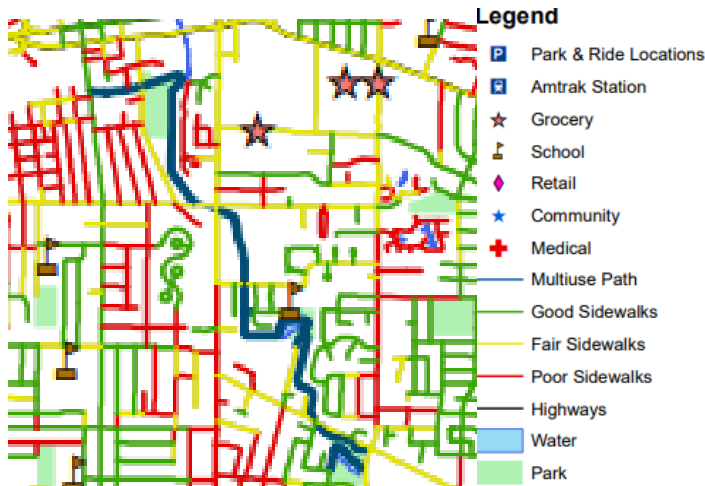 Legend
Park & Ride Locations
Amtrak Station
Grocery
School
Retail
Community
Medical
Multiuse Path
Good Sidewalks
Fair Sidewalks
Poor Sidewalks
Highways
Water
Park